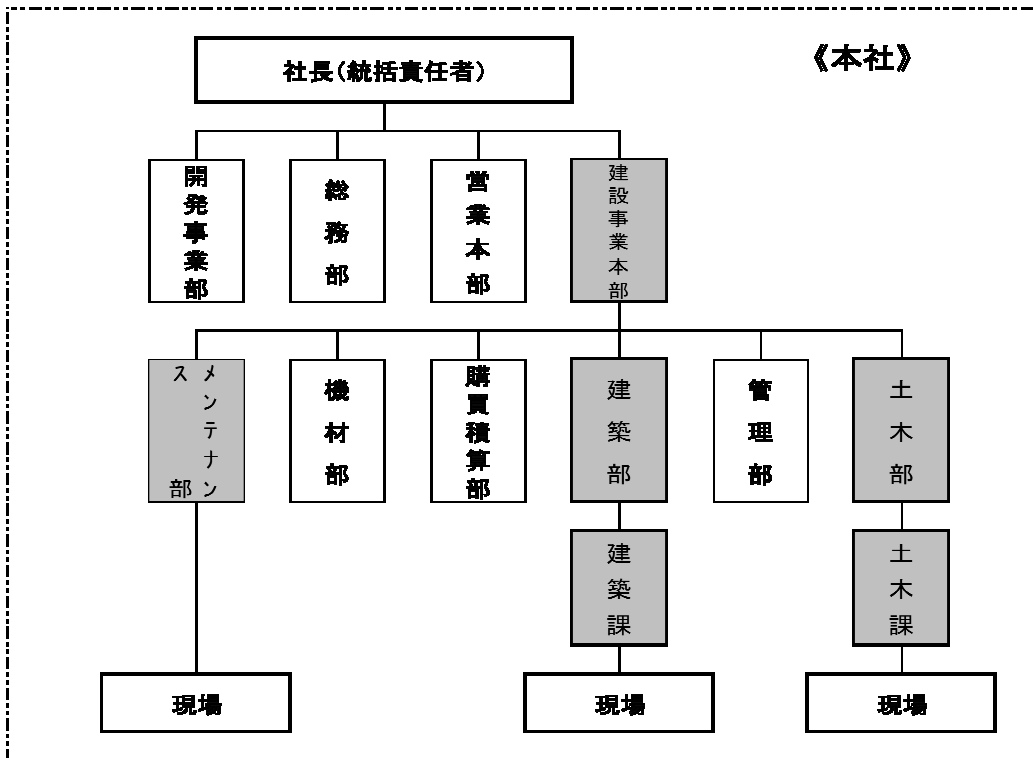 社長(統括責任者)
《本社》
開発事業部
総務部
営業本部
建設事業本部
メンテナンス部
機材部
購買積算部
建築部
管理部
土木部
建築課
土木課
現場
現場
現場